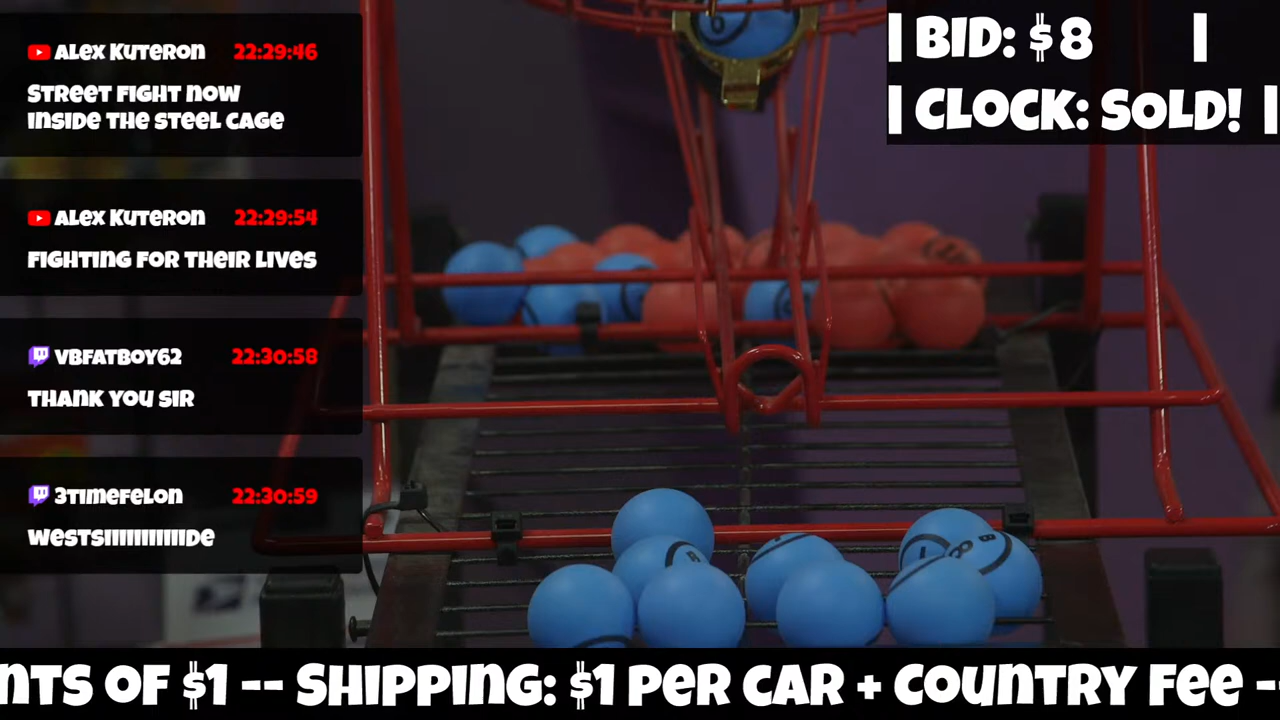 Alex Kuteron 22:29:46
Street fight now
inside the steel cage
Alex Kuteron 22:29:54
Fighting for their lives
VBFATBOY62 22:30:58
Thank you sir
3TimeFelon 22:30:59
Westsiiiiiiiiiiide
| BID: $8 |
| CLOCK: SOLD! |
B
8
B
NTS OF $1 -- SHIPPING: $1 PER CAR + COUNTRY FEE --